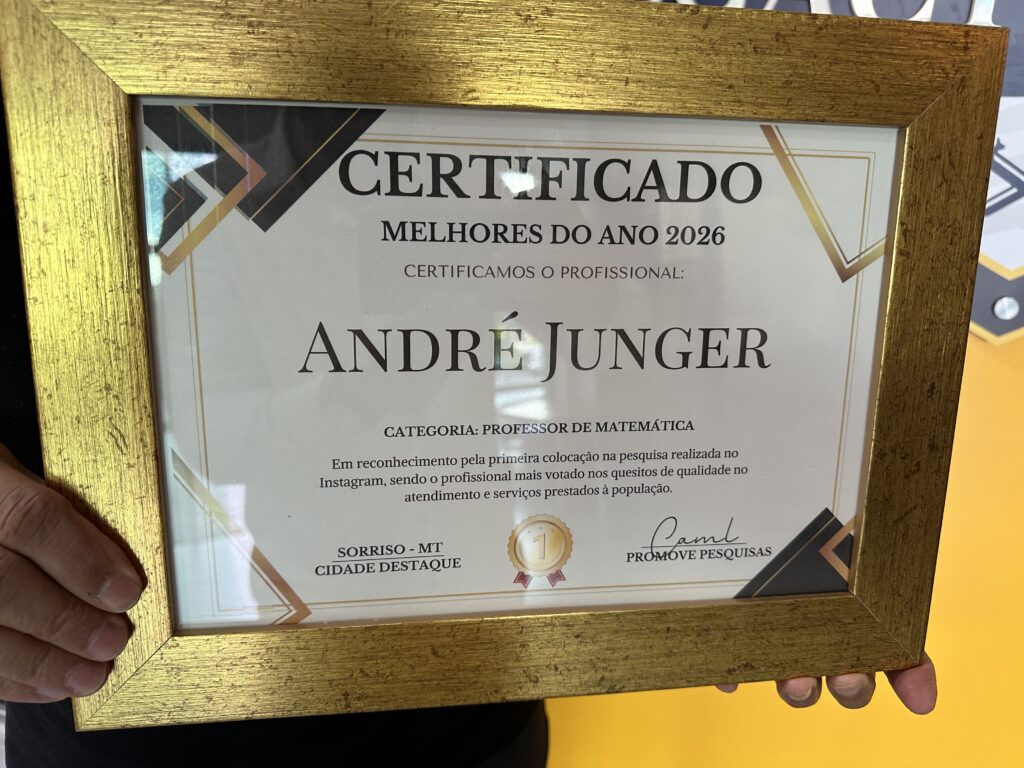 CERTIFICADO
MELHORES DO ANO 2026
CERTIFICAMOS O PROFISSIONAL:
ANDRÉ JUNGER
CATEGORIA: PROFESSOR DE MATEMÁTICA
Em reconhecimento pela primeira colocação na pesquisa realizada no
Instagram, sendo o profissional mais votado nos quesitos de qualidade no
atendimento e serviços prestados à população.
SORRISO - MT
CIDADE DESTAQUE
1
PROMOVE PESQUISAS